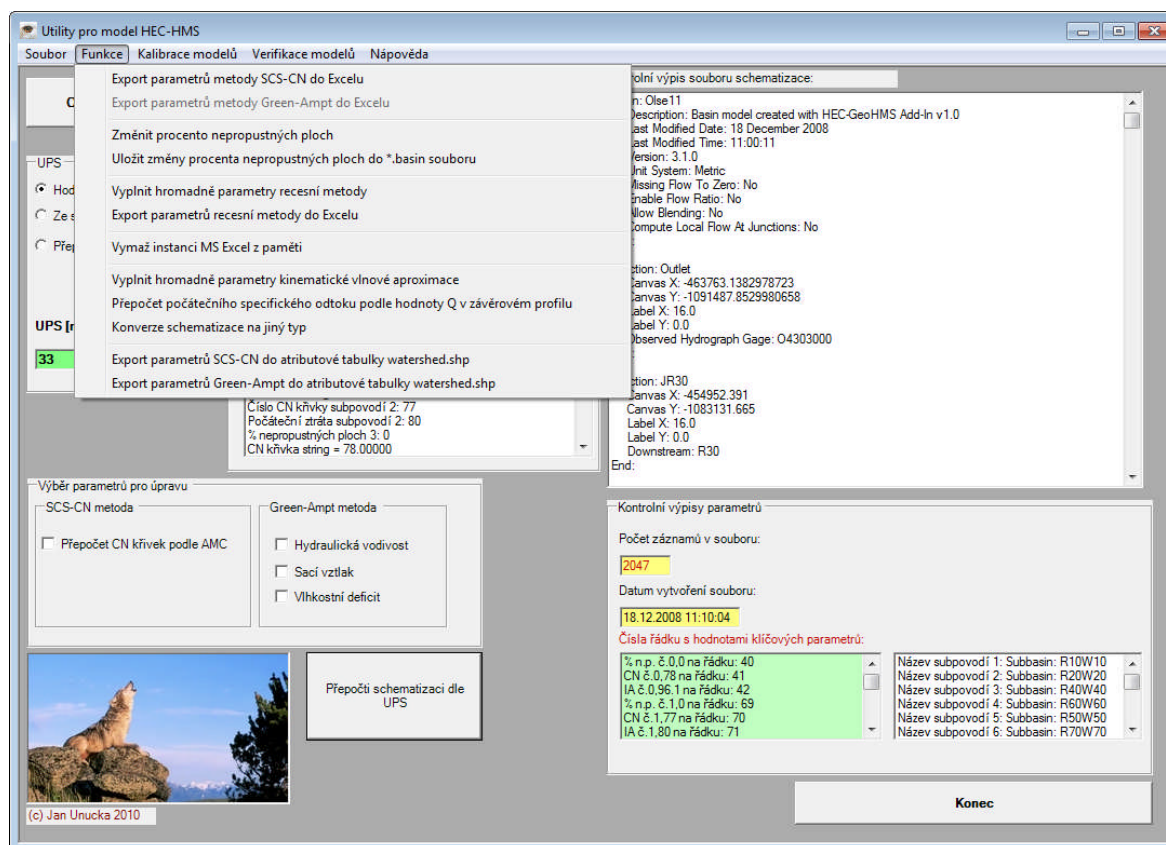 Utility pro model HEC-HMS
Soubor Funkce Kalibrace modelů Verifikace modelů Nápověda
Export parametrů metody SCS-CN do Excelu
Export parametrů metody Green-Ampt do Excelu
Změnit procento nepropustných ploch
Uložit změny procenta nepropustných ploch do *.basin souboru
Vyplnit hromadné parametry recesní metody
Export parametrů recesní metody do Excelu
Vymaž instanci MS Excel z paměti
Vyplnit hromadné parametry kinematické vlnové aproximace
Přepočet počátečního specifického odtoku podle hodnoty Q v závěrovém profilu
Konverze schematizace na jiný typ
Export parametrů SCS-CN do atributové tabulky watershed.shp
Export parametrů Green-Ampt do atributové tabulky watershed.shp
UPS
Hod
Ze s
Přep
UPS [r
33
Číslo CN křivky subpovodí 2: 77
Počáteční ztráta subpovodí 2: 80
% nepropustných ploch 3: 0
CN křivka string = 78.00000
olní výpis souboru schematizace:
n: Olse11
Description: Basin model created with HEC-GeoHMS Add-In v1.0
Last Modified Date: 18 December 2008
Last Modified Time: 11:00:11
Version: 3.1.0
Unit System: Metric
Missing Flow To Zero: No
Enable Flow Ratio: No
Allow Blending: No
Compute Local Flow At Junctions: No
ction: Outlet
Canvas X: -463763.1382978723
Canvas Y: -1091487.8529980658
Label X: 16.0
Label Y: 0.0
Observed Hydrograph Gage: O4303000
ction: JR30
Canvas X: -454952.391
Canvas Y: -1083131.665
Label X: 16.0
Label Y: 0.0
Downstream: R30
End:
Výběr parametrů pro úpravu
SCS-CN metoda
Přepočet CN křivek podle AMC
Green-Ampt metoda
Hydraulická vodivost
Sací vztlak
Vlhkostní deficit
Přepočti schematizaci dle
UPS
(c) Jan Unucka 2010
Kontrolní výpisy parametrů
Počet záznamů v souboru:
2047
Datum vytvoření souboru:
18.12.2008 11:10:04
Čísla řádku s hodnotami klíčových parametrů:
% n.p. č.0,0 na řádku: 40
CN č.0,78 na řádku: 41
IA č.0,96.1 na řádku: 42
% n.p. č.1,0 na řádku: 69
CN č.1,77 na řádku: 70
IA č.1,80 na řádku: 71
Název subpovodí 1: Subbasin: R10W10
Název subpovodí 2: Subbasin: R20W20
Název subpovodí 3: Subbasin: R40W40
Název subpovodí 4: Subbasin: R60W60
Název subpovodí 5: Subbasin: R50W50
Název subpovodí 6: Subbasin: R70W70
Konec